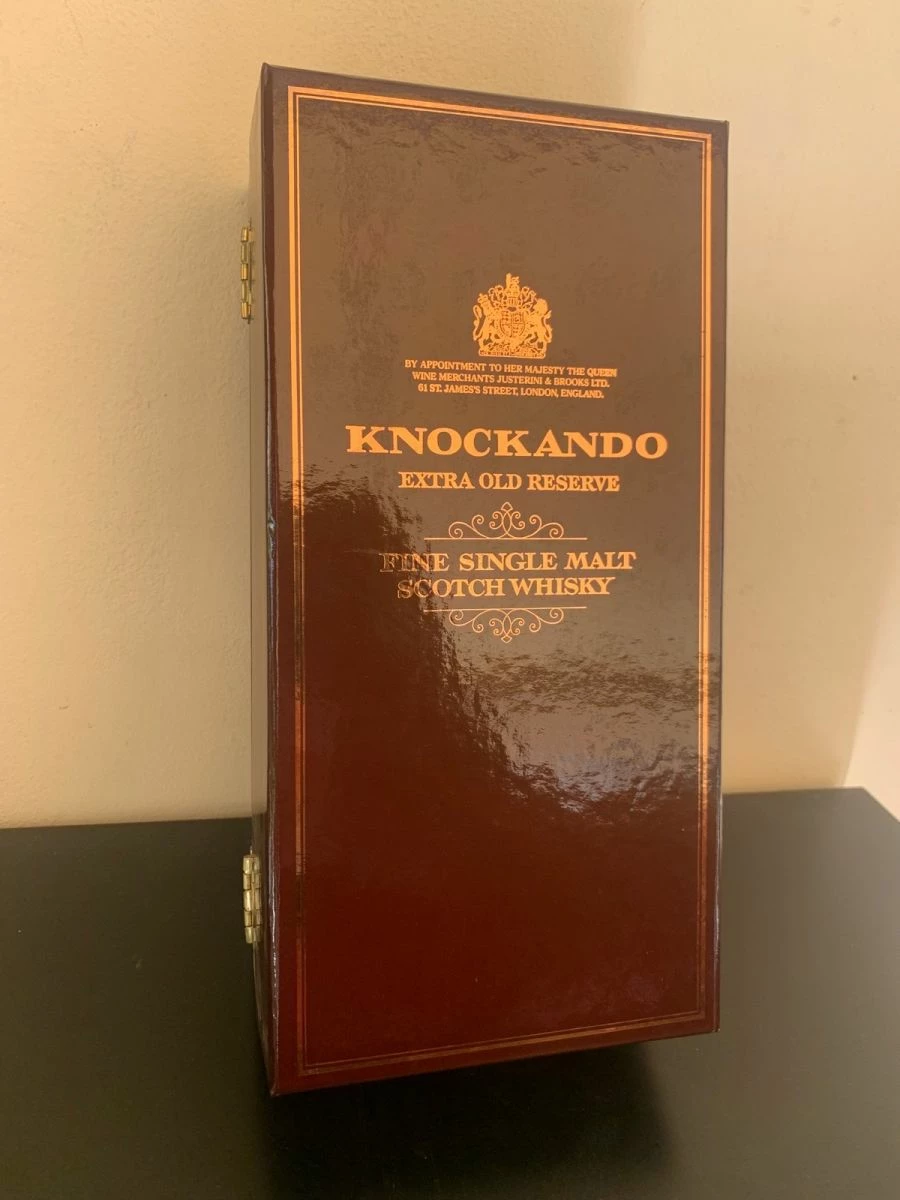 BY APPOINTMENT TO HER MAJESTY THE QUEEN
WINE MERCHANTS JUSTERINI & BROOKS LTD.
61 ST. JAMES'S STREET, LONDON, ENGLAND.
KNOCKANDO
EXTRA OLD RESERVE
FINE SINGLE MALT
SCOTCH WHISKY